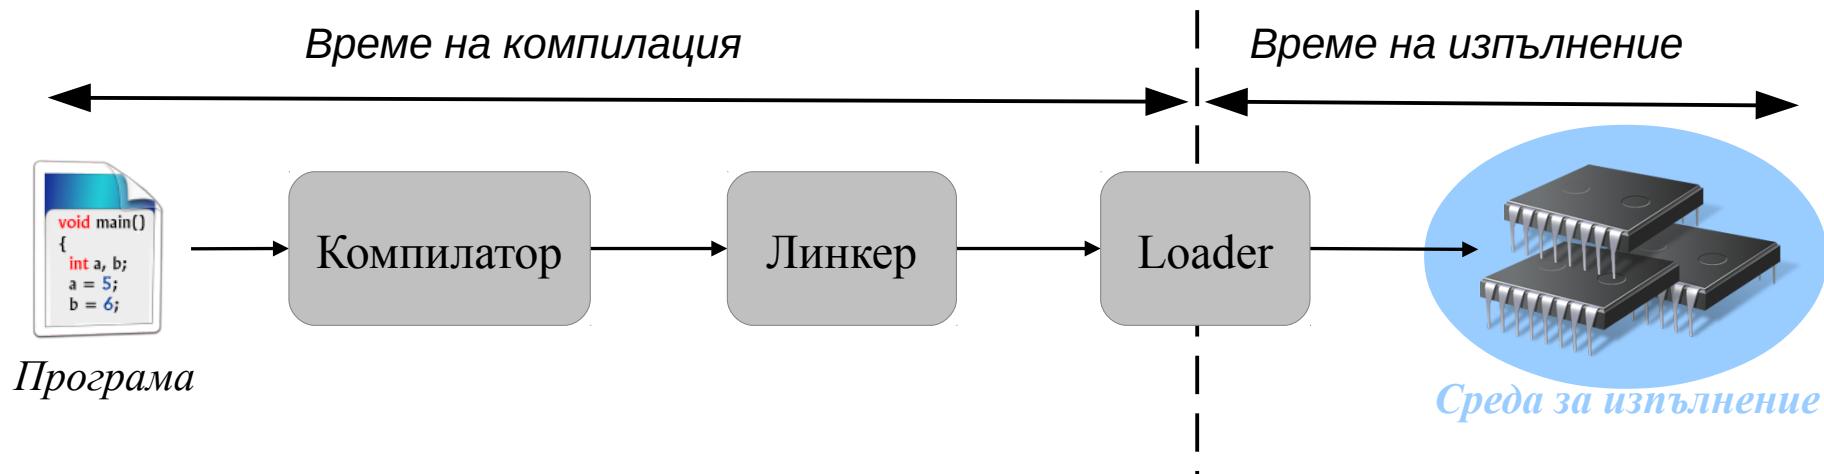 Време на компилация
Време на изпълнение
void main()
{
int a, b;
a = 5;
b = 6;
Компилатор
Линкер
Loader
Програма
Среда за изпълнение